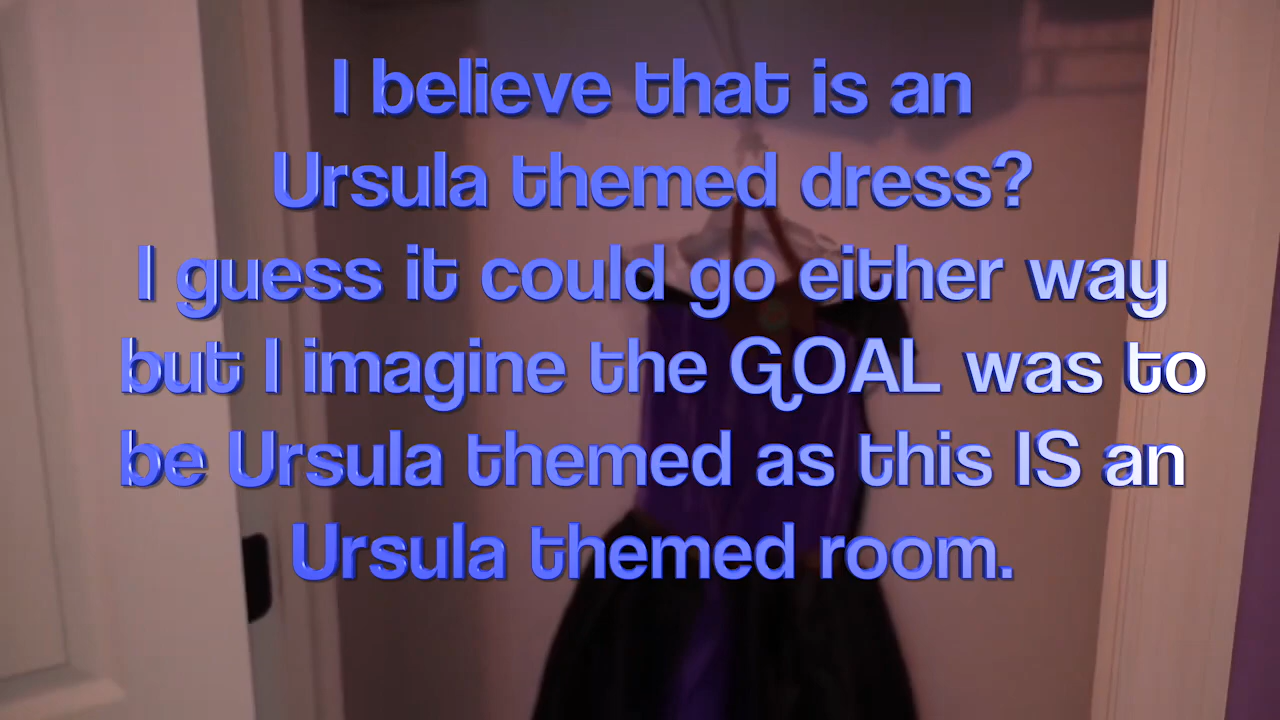 I believe that is an
Ursula themed dress?
I guess it could go either way
but I imagine the GOAL was to
be Ursula themed as this IS an
Ursula themed room.